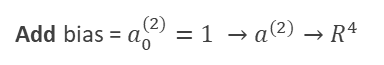 Add bias = a₀⁽²⁾ = 1 → a⁽²⁾ → R⁴